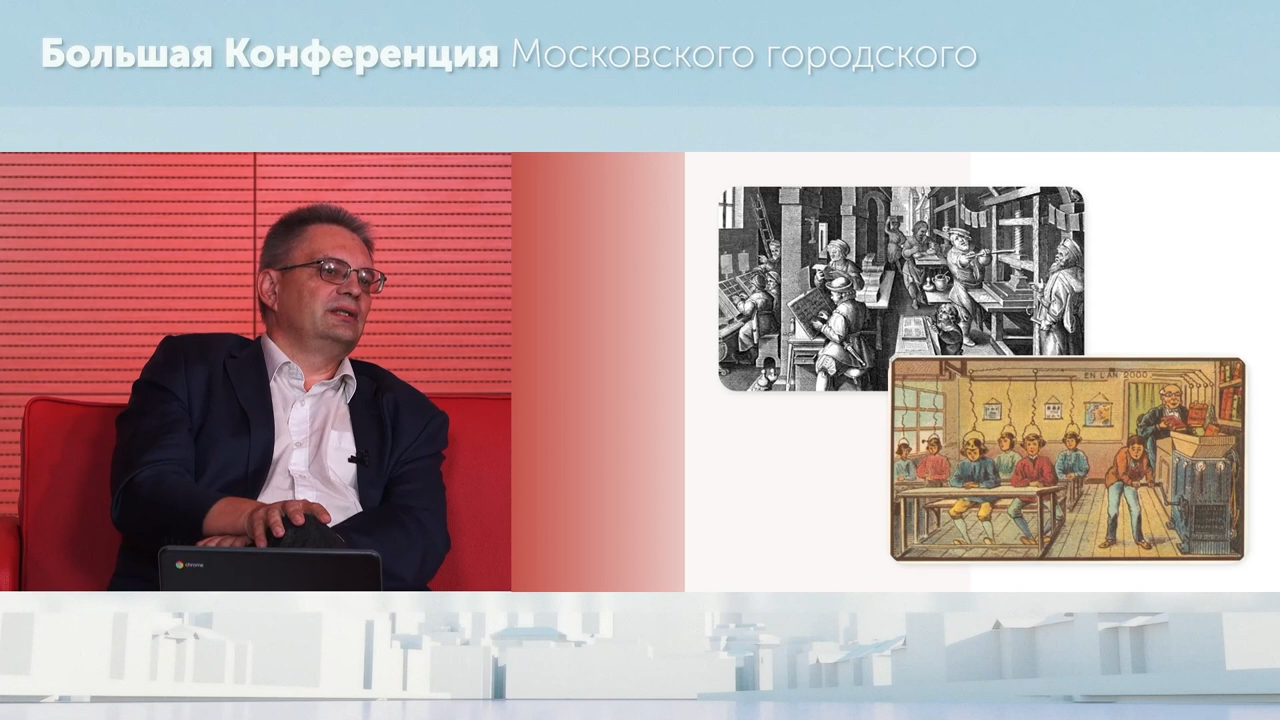 Большая Конференция Московского городского
EN L'AN 2000
chrome